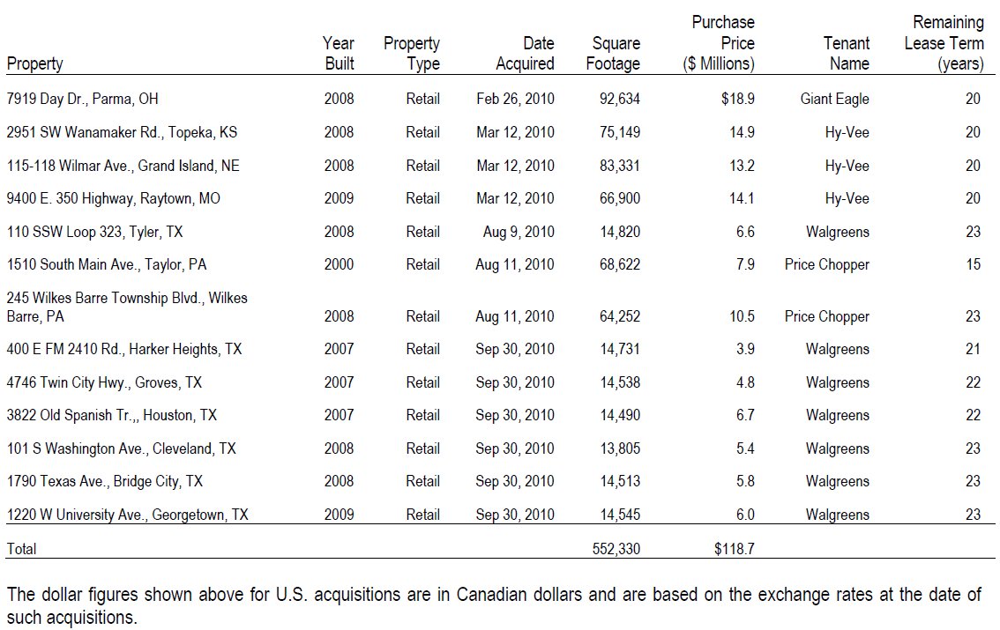 Property Year Built Property Type Date Acquired Square Footage Purchase Price ($ Millions) Tenant Name Remaining Lease Term (years)
7919 Day Dr., Parma, OH 2008 Retail Feb 26, 2010 92,634 $18.9 Giant Eagle 20
2951 SW Wanamaker Rd., Topeka, KS 2008 Retail Mar 12, 2010 75,149 14.9 Hy-Vee 20
115-118 Wilmar Ave., Grand Island, NE 2008 Retail Mar 12, 2010 83,331 13.2 Hy-Vee 20
9400 E. 350 Highway, Raytown, MO 2009 Retail Mar 12, 2010 66,900 14.1 Hy-Vee 20
110 SSW Loop 323, Tyler, TX 2008 Retail Aug 9, 2010 14,820 6.6 Walgreens 23
1510 South Main Ave., Taylor, PA 2000 Retail Aug 11, 2010 68,622 7.9 Price Chopper 15
245 Wilkes Barre Township Blvd., Wilkes
Barre, PA 2008 Retail Aug 11, 2010 64,252 10.5 Price Chopper 23
400 E FM 2410 Rd., Harker Heights, TX 2007 Retail Sep 30, 2010 14,731 3.9 Walgreens 21
4746 Twin City Hwy., Groves, TX 2007 Retail Sep 30, 2010 14,538 4.8 Walgreens 22
3822 Old Spanish Tr.,, Houston, TX 2007 Retail Sep 30, 2010 14,490 6.7 Walgreens 22
101 S Washington Ave., Cleveland, TX 2008 Retail Sep 30, 2010 13,805 5.4 Walgreens 23
1790 Texas Ave., Bridge City, TX 2008 Retail Sep 30, 2010 14,513 5.8 Walgreens 23
1220 W University Ave., Georgetown, TX 2009 Retail Sep 30, 2010 14,545 6.0 Walgreens 23
Total 552,330 $118.7
The dollar figures shown above for U.S. acquisitions are in Canadian dollars and are based on the exchange rates at the date of
such acquisitions.